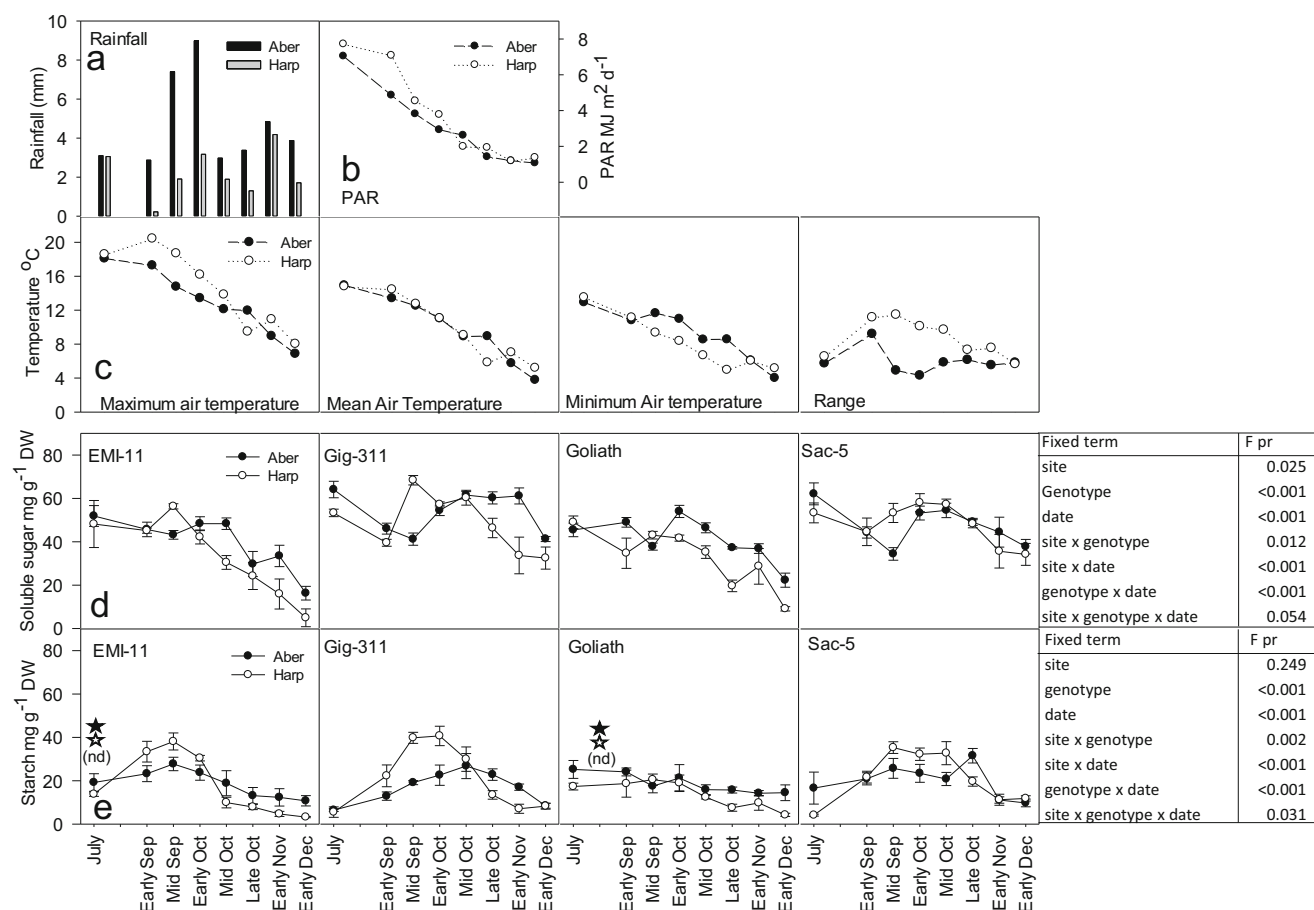 10
8
6
4
2
0
Rainfall (mm)
Rainfall
a
Aber
Harp
Aber
Harp
b
PAR
8
6
4
2
0
PAR MJ m² d⁻¹
20
16
12
8
4
0
Temperature ºC
Aber
Harp
c
Maximum air temperature
Mean Air Temperature
Minimum Air temperature
Range
80
60
40
20
0
Soluble sugar mg g⁻¹ DW
EMI-11
Aber
Harp
d
Gig-311
Goliath
Sac-5
Fixed term F pr
site 0.025
Genotype <0.001
date <0.001
site x genotype 0.012
site x date <0.001
genotype x date <0.001
site x genotype x date 0.054
80
60
40
20
0
Starch mg g⁻¹ DW
EMI-11
Aber
Harp
(nd)
e
Gig-311
Goliath
(nd)
Sac-5
Fixed term F pr
site 0.249
genotype <0.001
date <0.001
site x genotype 0.002
site x date <0.001
genotype x date <0.001
site x genotype x date 0.031
July
Early Sep
Mid Sep
Early Oct
Mid Oct
Late Oct
Early Nov
Early Dec
July
Early Sep
Mid Sep
Early Oct
Mid Oct
Late Oct
Early Nov
Early Dec
July
Early Sep
Mid Sep
Early Oct
Mid Oct
Late Oct
Early Nov
Early Dec
July
Early Sep
Mid Sep
Early Oct
Mid Oct
Late Oct
Early Nov
Early Dec